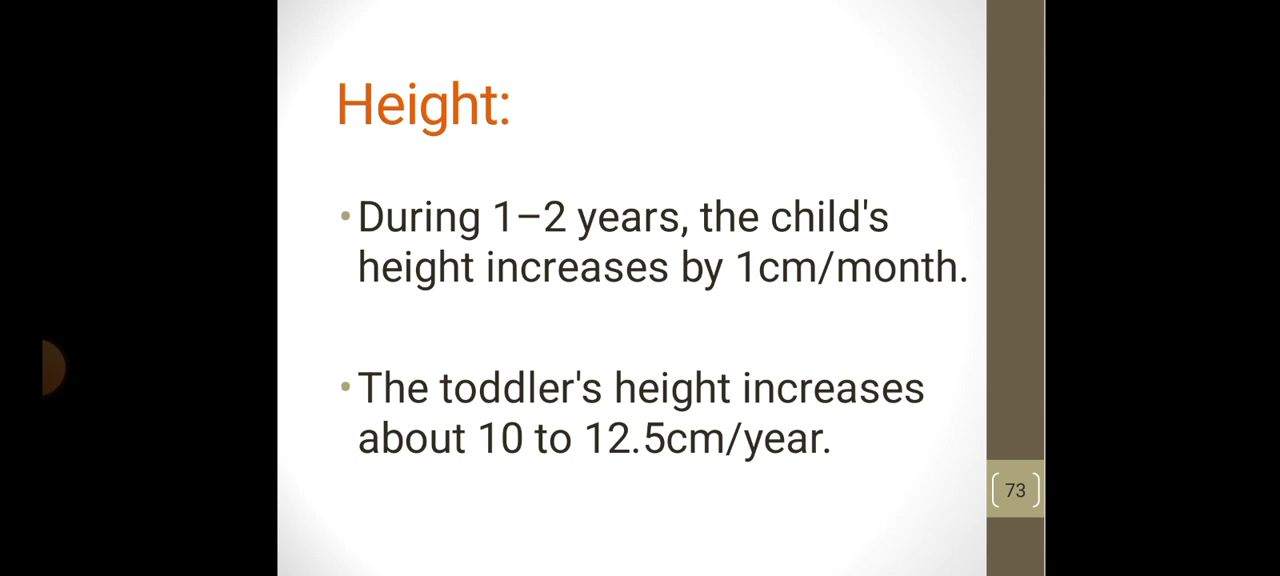 Height:
•During 1–2 years, the child's
height increases by 1cm/month.
•The toddler's height increases
about 10 to 12.5cm/year.
73